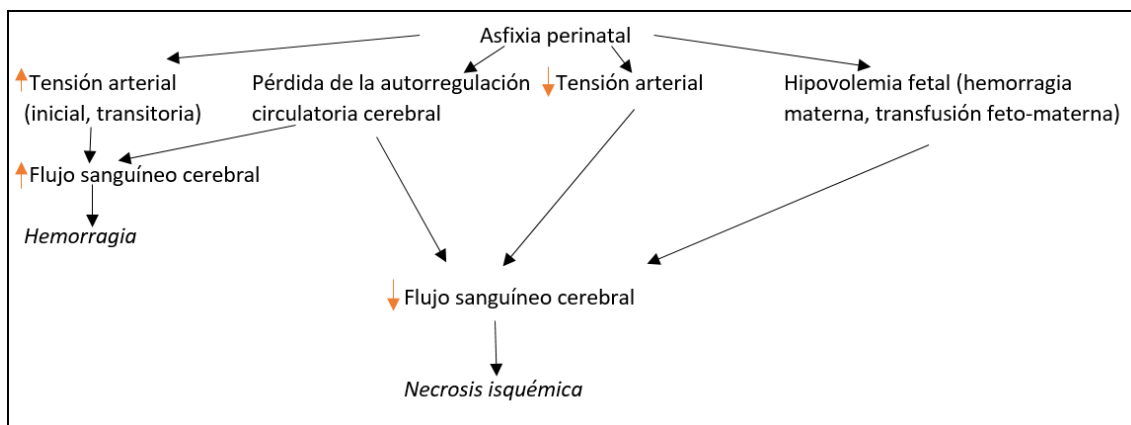 Asfixia perinatal
Tensión arterial
(inicial, transitoria)
Pérdida de la autorregulación
circulatoria cerebral
Tensión arterial
Hipovolemia fetal (hemorragia
materna, transfusión feto-materna)
Flujo sanguíneo cerebral
Hemorragia
Flujo sanguíneo cerebral
Necrosis isquémica